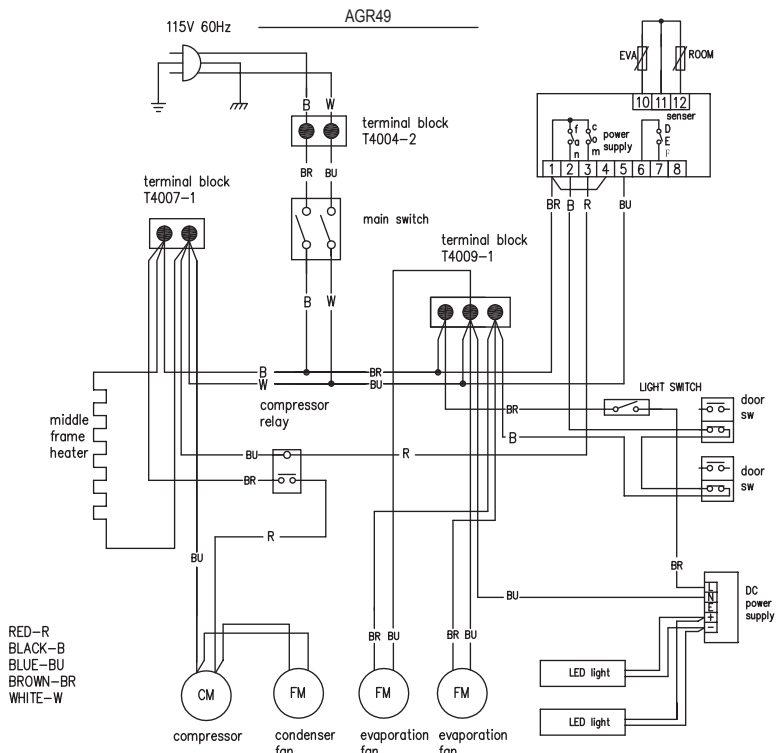 AGR49
115V 60Hz
EVA
ROOM
10 11 12
senser
B W
terminal block
T4004-2
f
a
n
c
o
m
power
supply
D
E
F
1 2 3 4 5 6 7 8
BR BU
terminal block
T4007-1
main switch
BR B R BU
terminal block
T4009-1
B W
B BR
W BU
compressor
relay
LIGHT SWITCH
BR
door
sw
B
middle
frame
heater
BU
R
BR
door
sw
R
BU
BR
BU
L
N
E
+
-
DC
power
supply
RED-R
BLACK-B
BLUE-BU
BROWN-BR
WHITE-W
BR BU
BR BU
CM
FM
FM
FM
LED light
LED light
compressor
condenser
fan
evaporation
fan
evaporation
fan